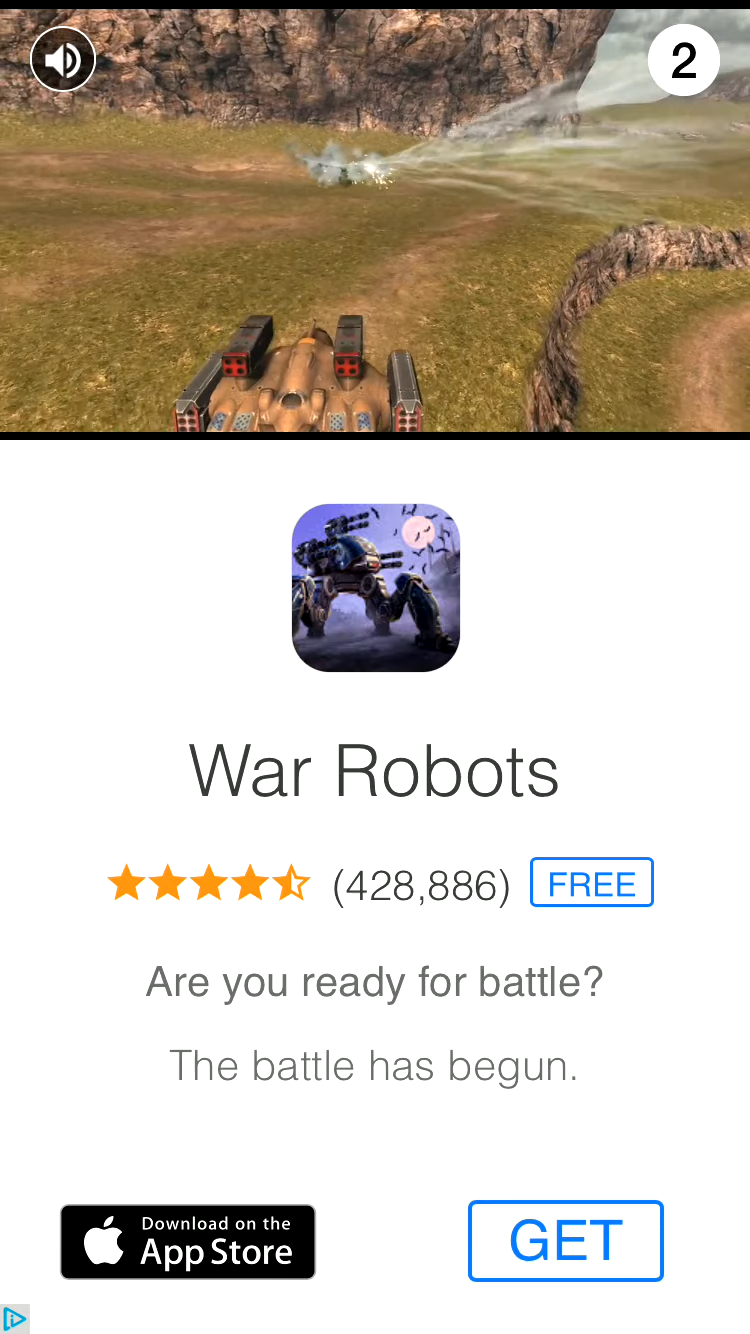 2
War Robots
(428,886) FREE
Are you ready for battle?
The battle has begun.
Download on the
App Store
GET